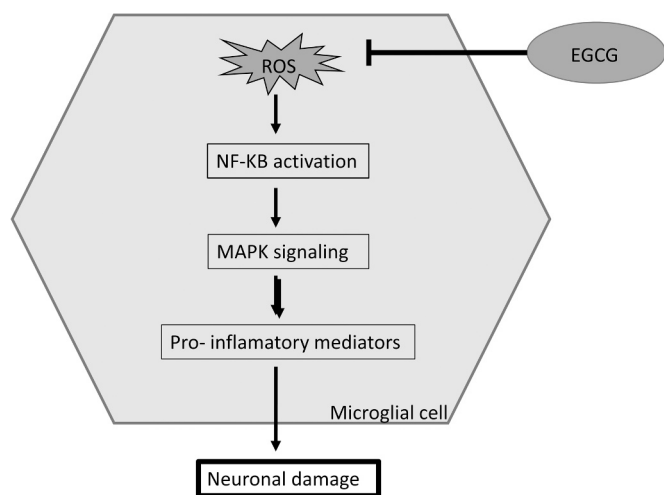 ROS
EGCG
NF-KB activation
MAPK signaling
Pro- inflamatory mediators
Microglial cell
Neuronal damage